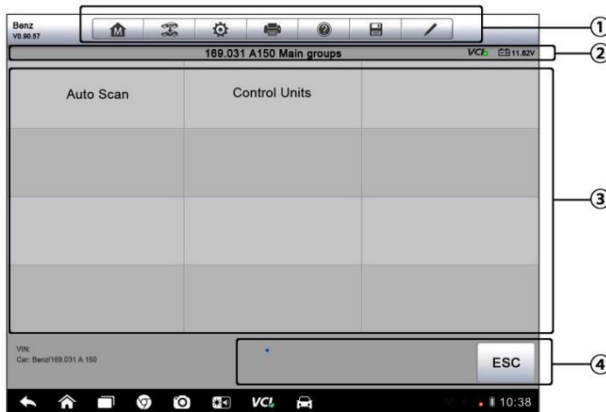 Benz
V0.90.57
M
①
169.031 A150 Main groups
VCI
11.82V
②
Auto Scan
Control Units
③
VIN:
Car: Benz/169.031 A 150
ESC
④
VCI
10:38